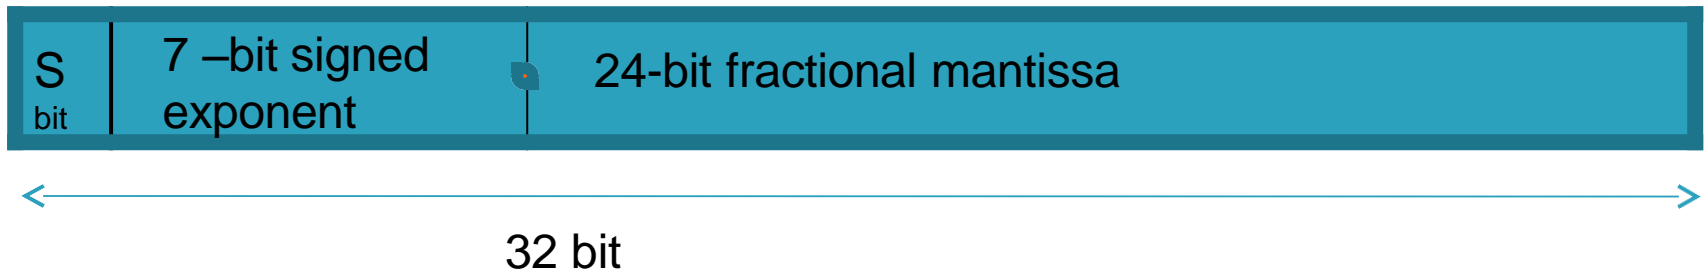 S
bit
7 –bit signed
exponent
24-bit fractional mantissa
32 bit